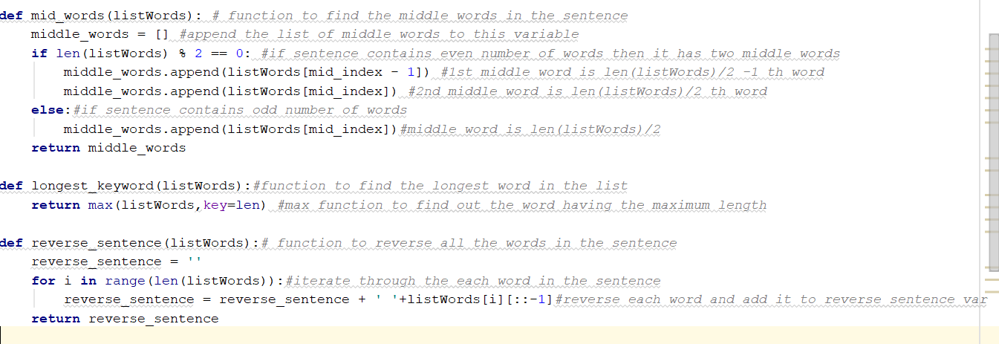 def mid_words(listWords): # function to find the middle words in the sentence
    middle_words = [] #append the list of middle words to this variable
    if len(listWords) % 2 == 0: #if sentence contains even number of words then it has two middle words
        middle_words.append(listWords[mid_index - 1]) #1st middle word is len(listWords)/2 -1 th word
        middle_words.append(listWords[mid_index]) #2nd middle word is len(listWords)/2 th word
    else:#if sentence contains odd number of words
        middle_words.append(listWords[mid_index])#middle word is len(listWords)/2
    return middle_words

def longest_keyword(listWords):#function to find the longest word in the list
    return max(listWords,key=len) #max function to find out the word having the maximum length

def reverse_sentence(listWords):# function to reverse all the words in the sentence
    reverse_sentence = ''
    for i in range(len(listWords)):#iterate through the each word in the sentence
        reverse_sentence = reverse_sentence + ' '+listWords[i][::-1]#reverse each word and add it to reverse sentence var
    return reverse_sentence